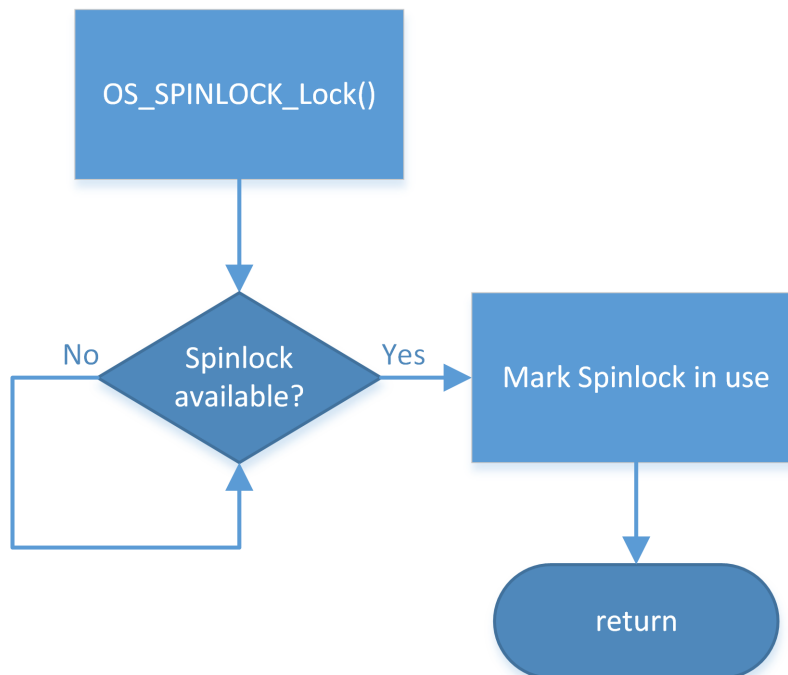 OS_SPINLOCK_Lock()
No
Spinlock
available?
Yes
Mark Spinlock in use
return